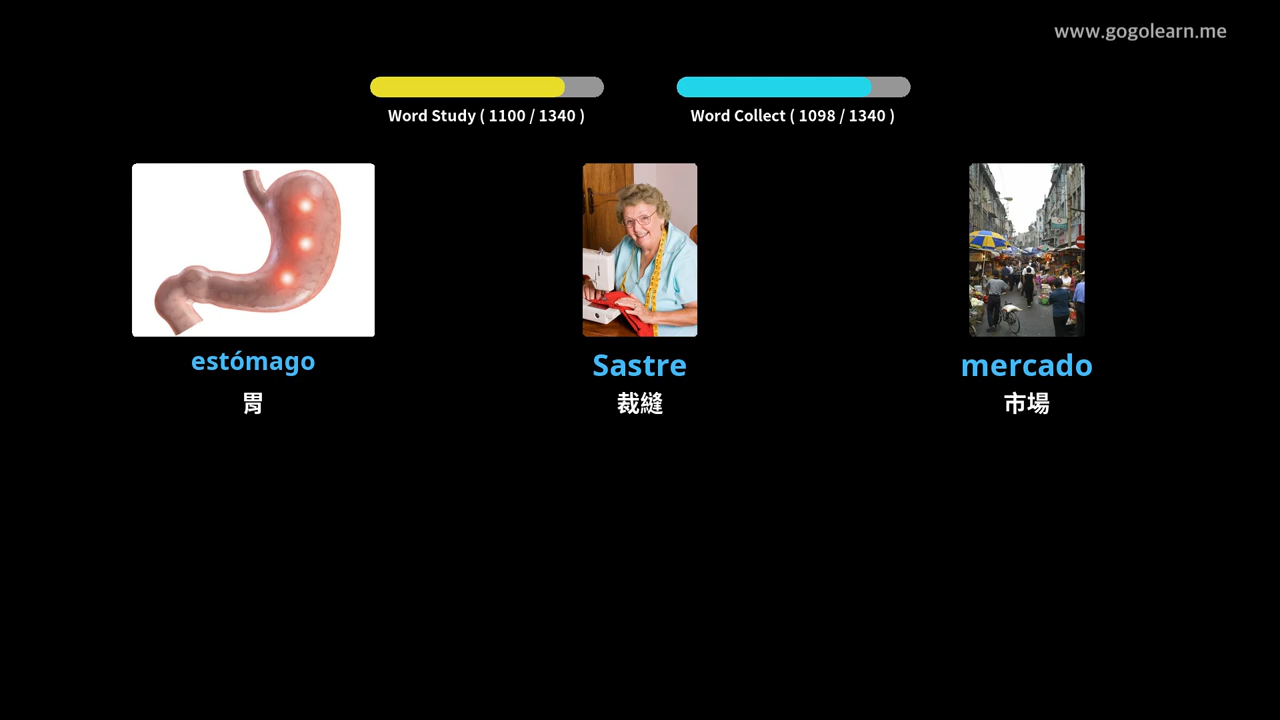 www.gogolearn.me
Word Study ( 1100 / 1340 )
Word Collect ( 1098 / 1340 )
estómago
Sastre
mercado
胃
裁縫
市場